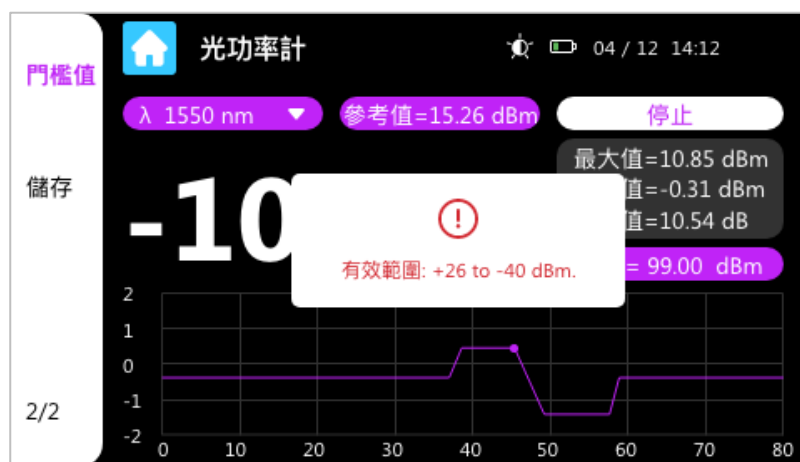 光功率計
04 / 12 14:12
門檻值
λ 1550 nm
參考值=15.26 dBm
停止
儲存
最大值=10.85 dBm
值=-0.31 dBm
值=10.54 dB
-10
有效範圍: +26 to -40 dBm.
= 99.00 dBm
2
1
0
-1
-2
0 10 20 30 40 50 60 70 80
2/2